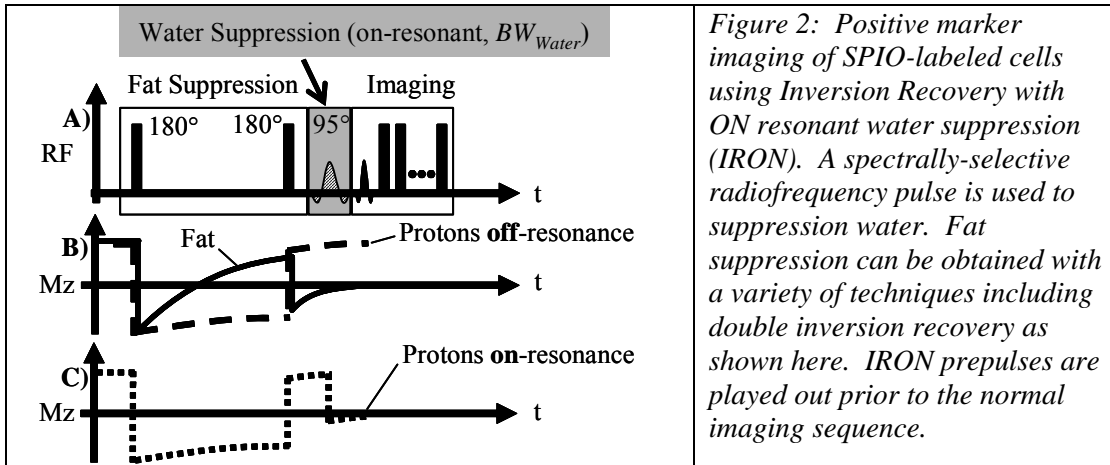 Water Suppression (on-resonant, BW_Water)
Fat Suppression
Imaging
A)
180°
180°
95°
RF
t
B)
Fat
Protons off-resonance
Mz
t
C)
Protons on-resonance
Mz
t
Figure 2: Positive marker
imaging of SPIO-labeled cells
using Inversion Recovery with
ON resonant water suppression
(IRON). A spectrally-selective
radiofrequency pulse is used to
suppression water. Fat
suppression can be obtained with
a variety of techniques including
double inversion recovery as
shown here. IRON prepulses are
played out prior to the normal
imaging sequence.